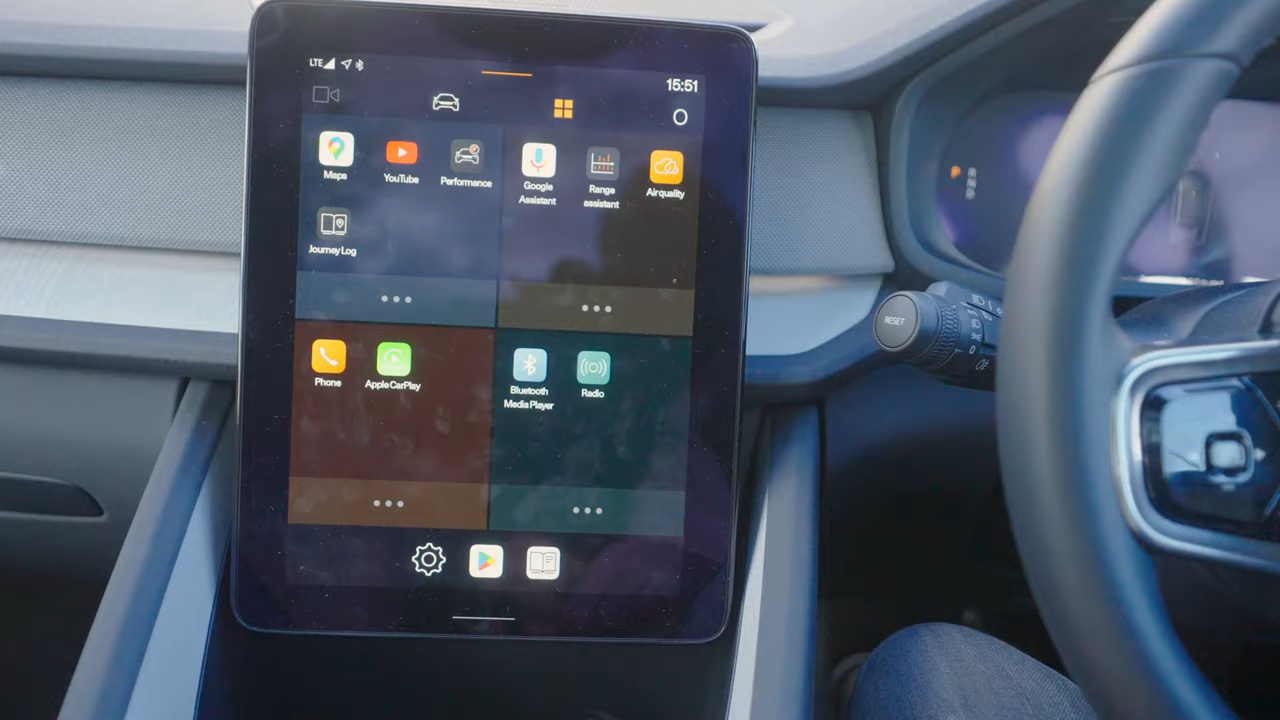 LTE
15:51
Maps
YouTube
Performance
Google
Assistant
Range
assistant
Airquality
Journey Log
Phone
Apple CarPlay
Bluetooth
Media Player
Radio
RESET